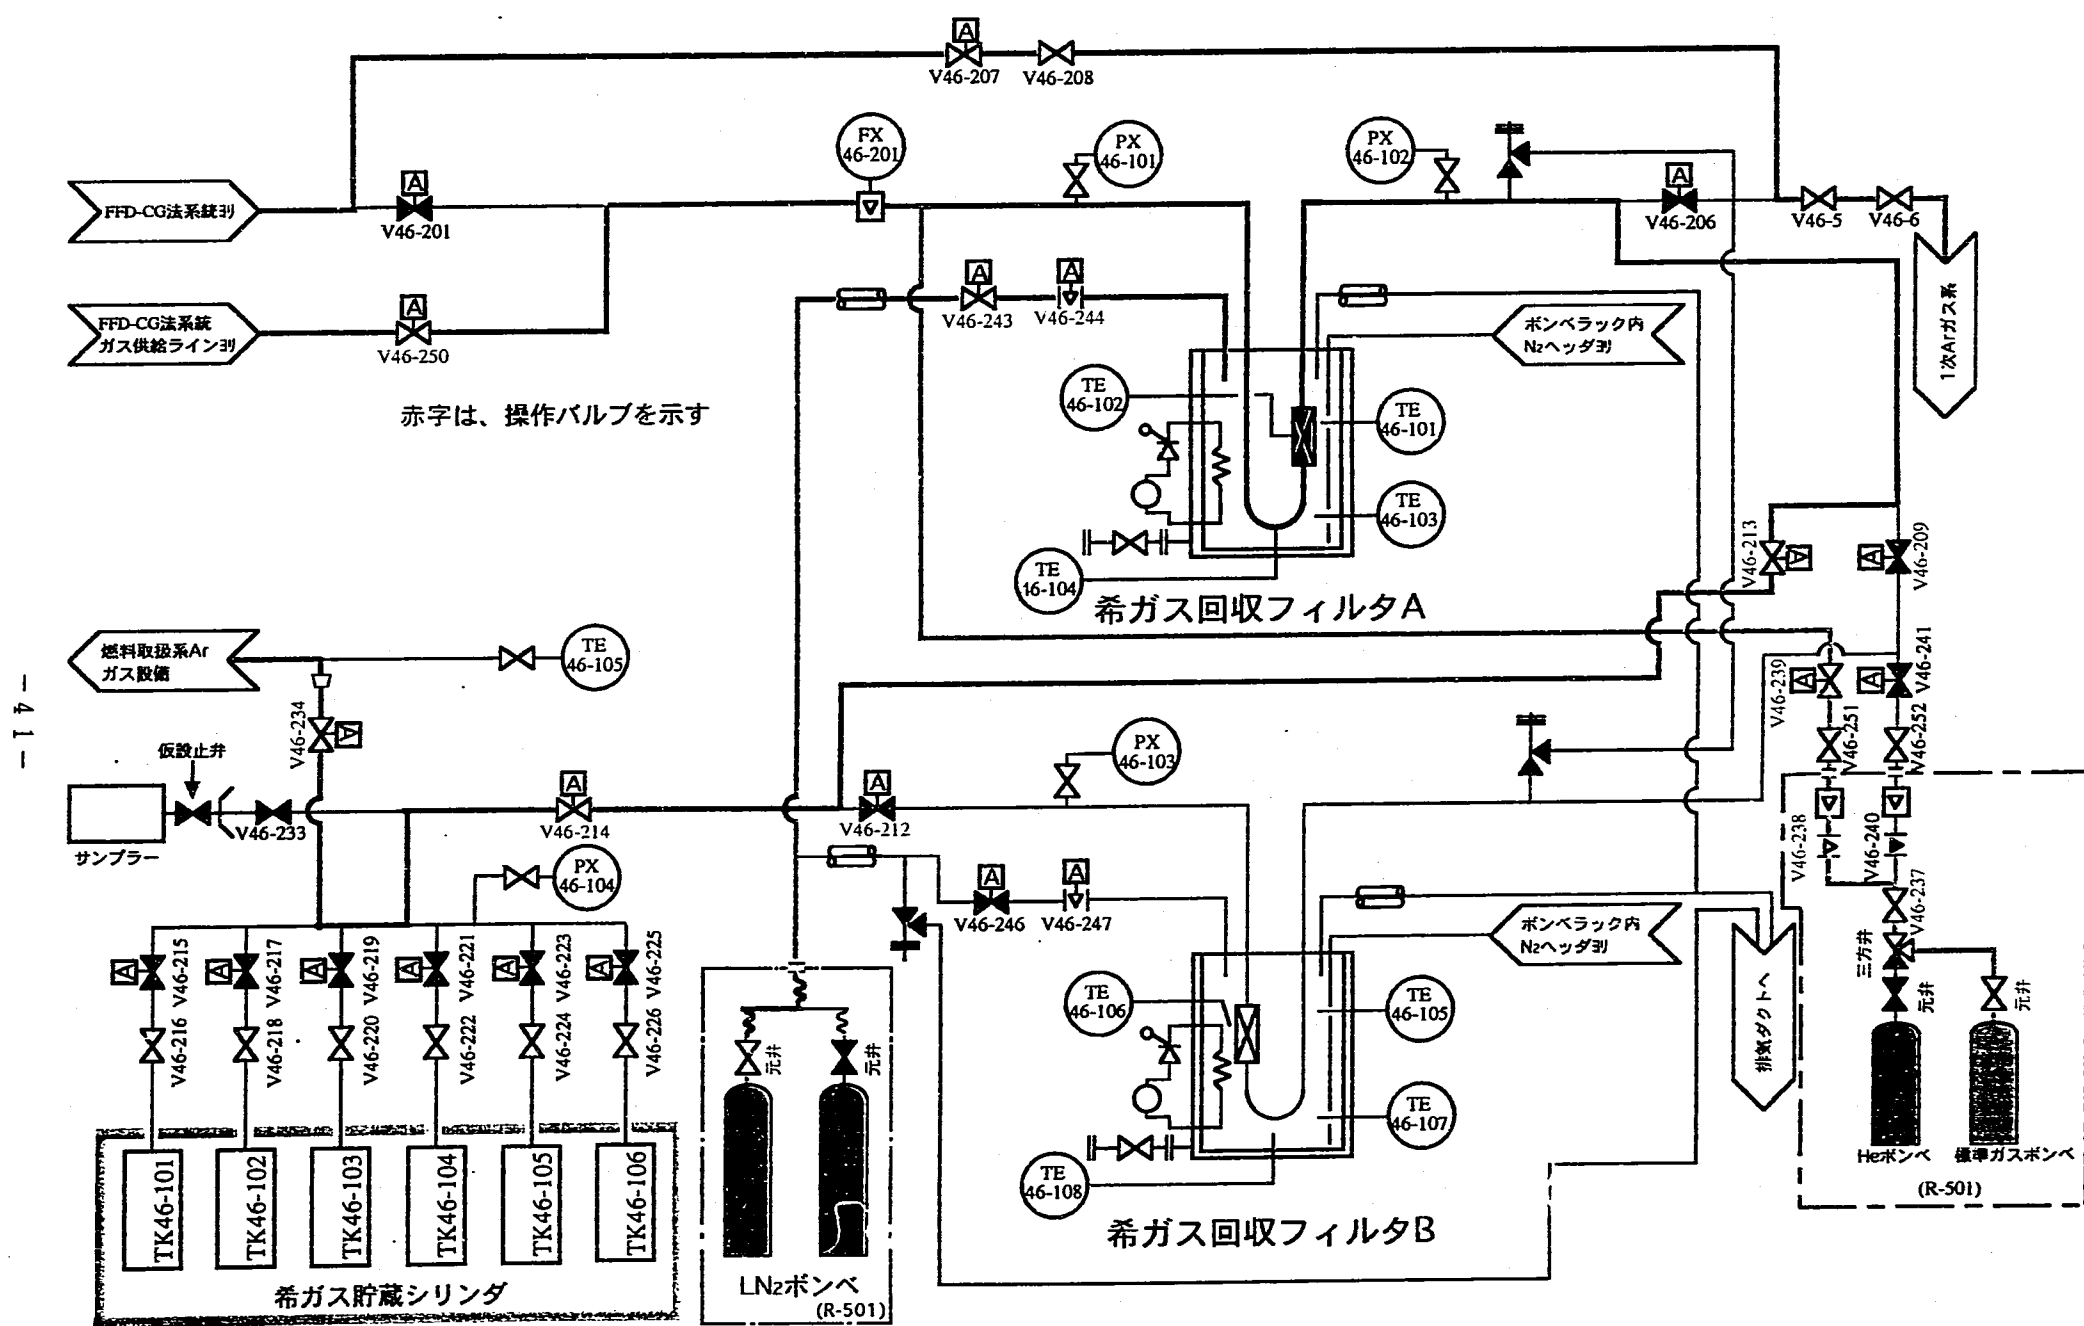 A
V46-207
V46-208
FX
46-201
PX
46-101
PX
46-102
A
A
FFD-CG法系統ヨリ
V46-201
V46-206
V46-5
V46-6
A
A
A
V46-243
V46-244
FFD-CG法系統
ガス供給ラインヨリ
V46-250
ボンベラック内
N2ヘッダヨリ
1次Arガス系
赤字は、操作バルブを示す
TE
46-102
TE
46-101
TE
46-103
TE
16-104
希ガス回収フィルタA
V46-213
A
A
V46-209
燃料取扱系Ar
ガス設備
TE
46-105
V46-234
A
V46-239
A
A
V46-241
V46-251
V46-252
- 41 -
仮設止弁
サンプラー
V46-233
A
V46-214
A
V46-212
PX
46-103
PX
46-104
V46-238
V46-240
V46-237
A
A
V46-246
V46-247
ボンベラック内
N2ヘッダヨリ
三方弁
元弁
元弁
A
V46-215
A
V46-217
A
V46-219
A
V46-221
A
V46-223
A
V46-225
V46-216
V46-218
V46-220
V46-222
V46-224
V46-226
元弁
元弁
TE
46-106
TE
46-105
TE
46-107
TE
46-108
排気ダクトへ
TK46-101
TK46-102
TK46-103
TK46-104
TK46-105
TK46-106
希ガス貯蔵シリンダ
LN2ボンベ
(R-501)
希ガス回収フィルタB
Heボンベ
標準ガスボンベ
(R-501)